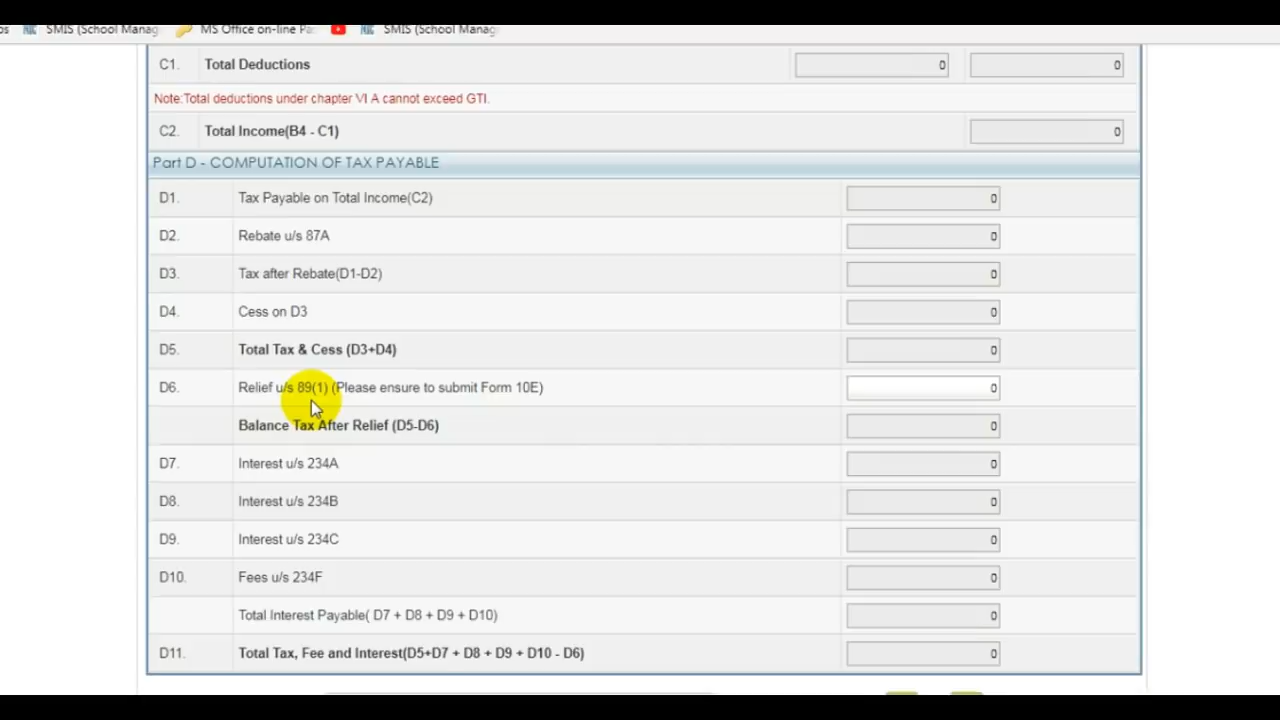 SMIS (School Manag MS Office on-line Pa SMIS (School Manag
C1. Total Deductions 0 0
Note:Total deductions under chapter VI A cannot exceed GTI.
C2. Total Income(B4 - C1) 0
Part D - COMPUTATION OF TAX PAYABLE
D1. Tax Payable on Total Income(C2) 0
D2. Rebate u/s 87A 0
D3. Tax after Rebate(D1-D2) 0
D4. Cess on D3 0
D5. Total Tax & Cess (D3+D4) 0
D6. Relief u/s 89(1) (Please ensure to submit Form 10E) 0
Balance Tax After Relief (D5-D6) 0
D7. Interest u/s 234A 0
D8. Interest u/s 234B 0
D9. Interest u/s 234C 0
D10. Fees u/s 234F 0
Total Interest Payable( D7 + D8 + D9 + D10) 0
D11. Total Tax, Fee and Interest(D5+D7 + D8 + D9 + D10 - D6) 0